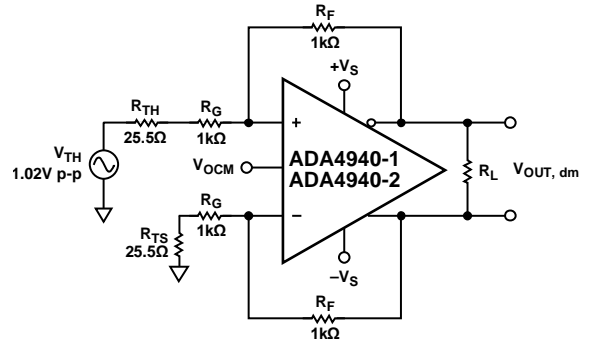 RF
1kΩ
+VS
RTH
25.5Ω
RG
1kΩ
VTH
1.02V p-p
+
VOCM
ADA4940-1
ADA4940-2
RL
VOUT, dm
RG
1kΩ
–
RTS
25.5Ω
–VS
RF
1kΩ